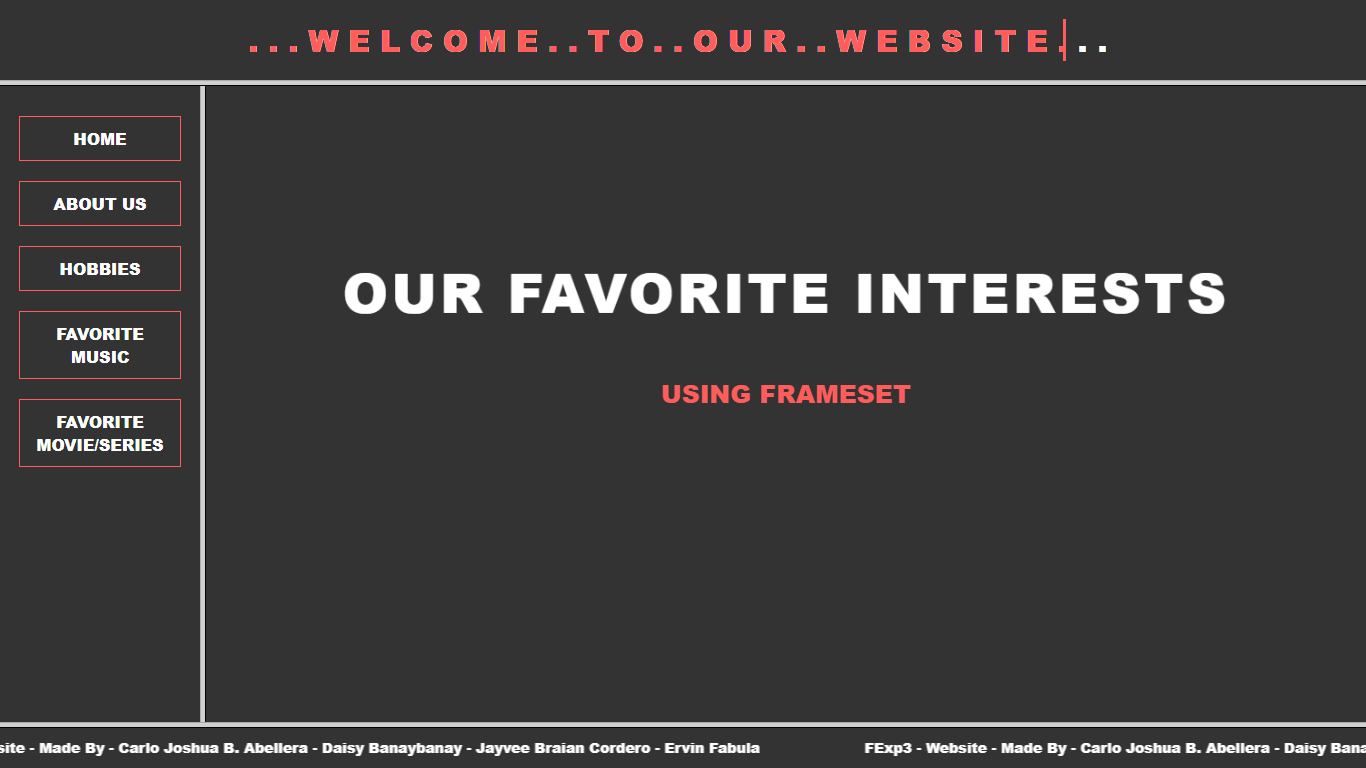 ...WELCOME..TO..OUR..WEBSITE...
HOME
ABOUT US
HOBBIES
FAVORITE
MUSIC
FAVORITE
MOVIE/SERIES
OUR FAVORITE INTERESTS
USING FRAMESET
site - Made By - Carlo Joshua B. Abellera - Daisy Banaybanay - Jayvee Braian Cordero - Ervin Fabula FExp3 - Website - Made By - Carlo Joshua B. Abellera - Daisy Bana